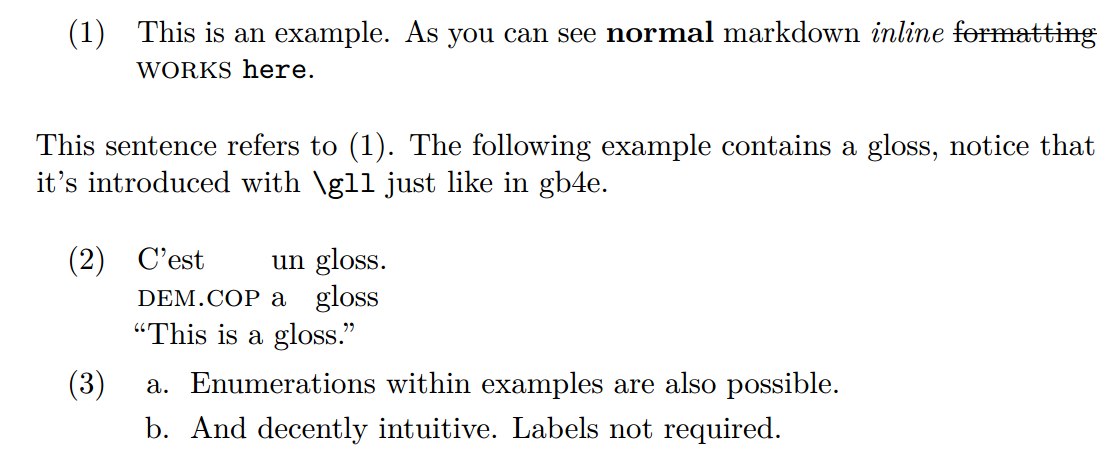 (1) This is an example. As you can see normal markdown inline formatting
WORKS here.
This sentence refers to (1). The following example contains a gloss, notice that
it's introduced with \gll just like in gb4e.
(2) C'est un gloss.
DEM.COP a gloss
“This is a gloss.”
(3) a. Enumerations within examples are also possible.
b. And decently intuitive. Labels not required.